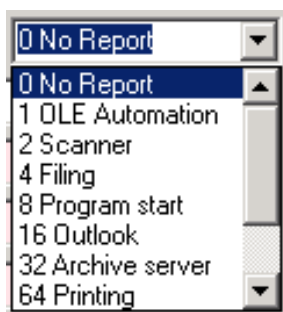 0 No Report
0 No Report
1 OLE Automation
2 Scanner
4 Filing
8 Program start
16 Outlook
32 Archive server
64 Printing